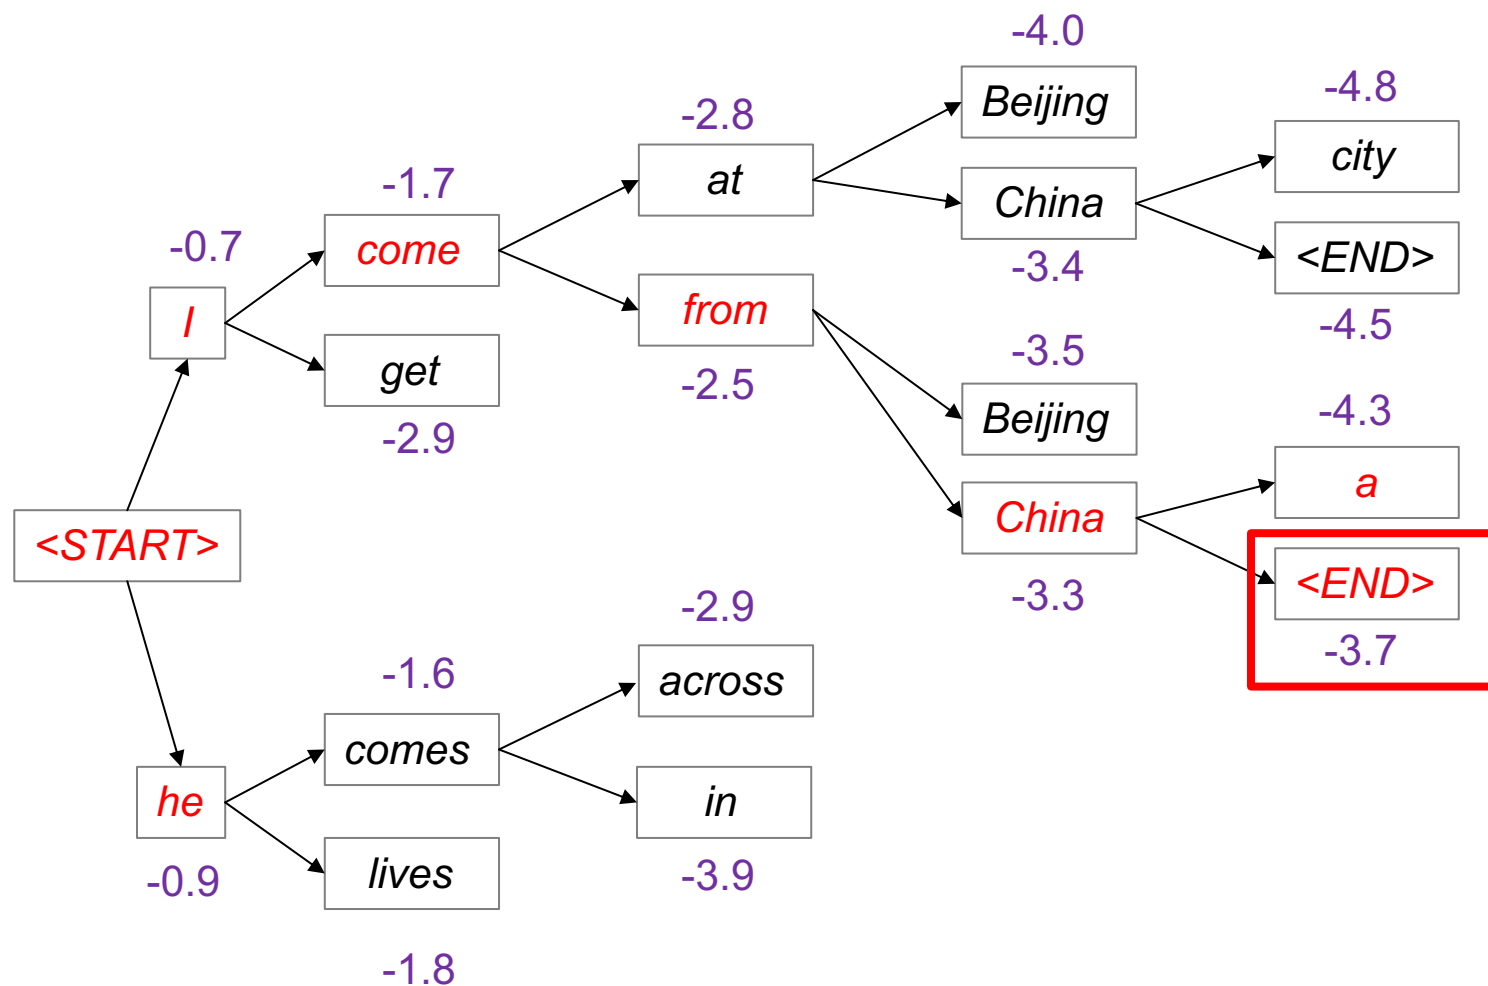 -4.0
Beijing
-4.8
-2.8
city
at
-1.7
China
come
-0.7
<END>
-3.4
I
from
-4.5
-3.5
get
-2.5
-4.3
Beijing
-2.9
a
China
<START>
<END>
-3.3
-2.9
-3.7
-1.6
across
comes
he
in
lives
-0.9
-3.9
-1.8